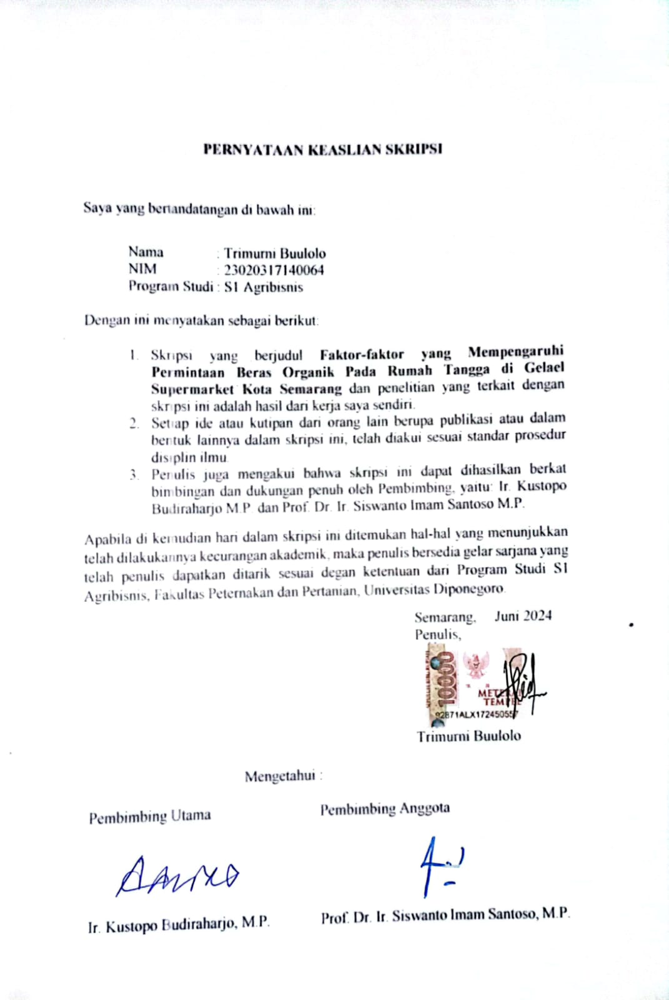 PERNYATAAN KEASLIAN SKRIPSI
Saya yang bertandatangan di bawah ini:
Nama : Trimurni Buulolo
NIM : 23020317140064
Program Studi : S1 Agribisnis
Dengan ini menyatakan sebagai berikut:
1. Skripsi yang berjudul Faktor-faktor yang Mempengaruhi
Permintaan Beras Organik Pada Rumah Tangga di Gelael
Supermarket Kota Semarang dan penelitian yang terkait dengan
skripsi ini adalah hasil dari kerja saya sendiri.
2. Setiap ide atau kutipan dari orang lain berupa publikasi atau dalam
bentuk lainnya dalam skripsi ini, telah diakui sesuai standar prosedur
disiplin ilmu.
3. Penulis juga mengakui bahwa skripsi ini dapat dihasilkan berkat
bimbingan dan dukungan penuh oleh Pembimbing, yaitu: Ir. Kustopo
Budiraharjo M.P. dan Prof. Dr. Ir. Siswanto Imam Santoso M.P.
Apabila di kemudian hari dalam skripsi ini ditemukan hal-hal yang menunjukkan
telah dilakukannya kecurangan akademik, maka penulis bersedia gelar sarjana yang
telah penulis dapatkan ditarik sesuai degan ketentuan dari Program Studi S1
Agribisnis, Fakultas Peternakan dan Pertanian, Universitas Diponegoro.
Semarang, Juni 2024
Penulis,
10000
METERAI
TEMPEL
92B71ALX172450557
Trimurni Buulolo
Mengetahui :
Pembimbing Utama
Pembimbing Anggota
Ir. Kustopo Budiraharjo, M.P.
Prof. Dr. Ir. Siswanto Imam Santoso, M.P.